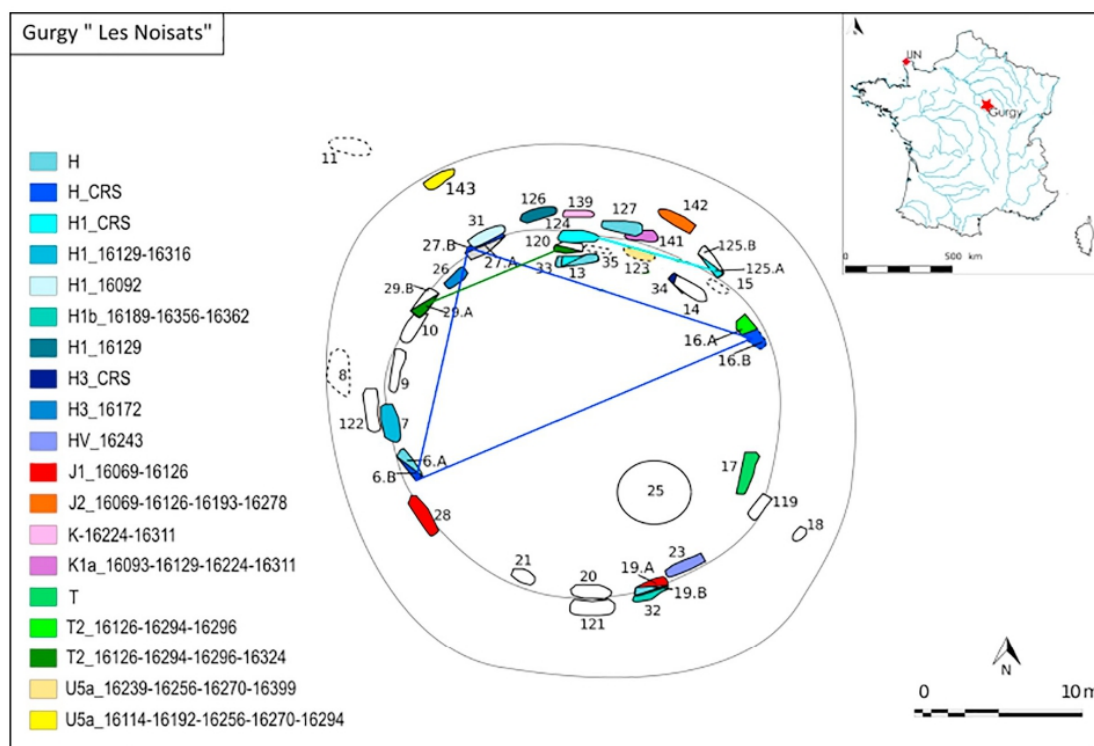 Gurgy " Les Noisats"
UN
Gurgy
0 500 km
H
H_CRS
H1_CRS
H1_16129-16316
H1_16092
H1b_16189-16356-16362
H1_16129
H3_CRS
H3_16172
HV_16243
J1_16069-16126
J2_16069-16126-16193-16278
K-16224-16311
K1a_16093-16129-16224-16311
T
T2_16126-16294-16296
T2_16126-16294-16296-16324
U5a_16239-16256-16270-16399
U5a_16114-16192-16256-16270-16294
11
143
126
139
127
142
31
124
27.B
27.A
120
35
141
123
125.B
125.A
33
13
15
26
34
14
29.B
29.A
10
16.A
16.B
8
9
122
7
6.A
6.B
17
28
25
119
18
21
20
19.A
23
19.B
32
121
N
0 10 m